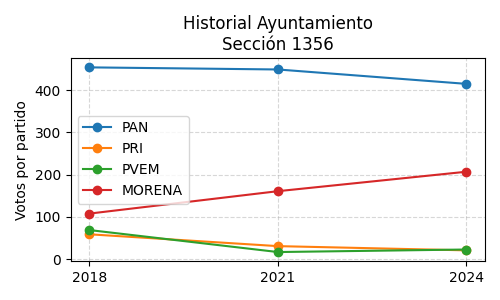 Historial Ayuntamiento
Sección 1356
Votos por partido
400
300
200
100
0
PAN
PRI
PVEM
MORENA
2018
2021
2024